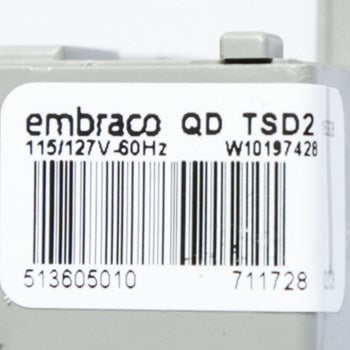 embraco QD TSD2
115/127V-60Hz W10197428
513605010 711728